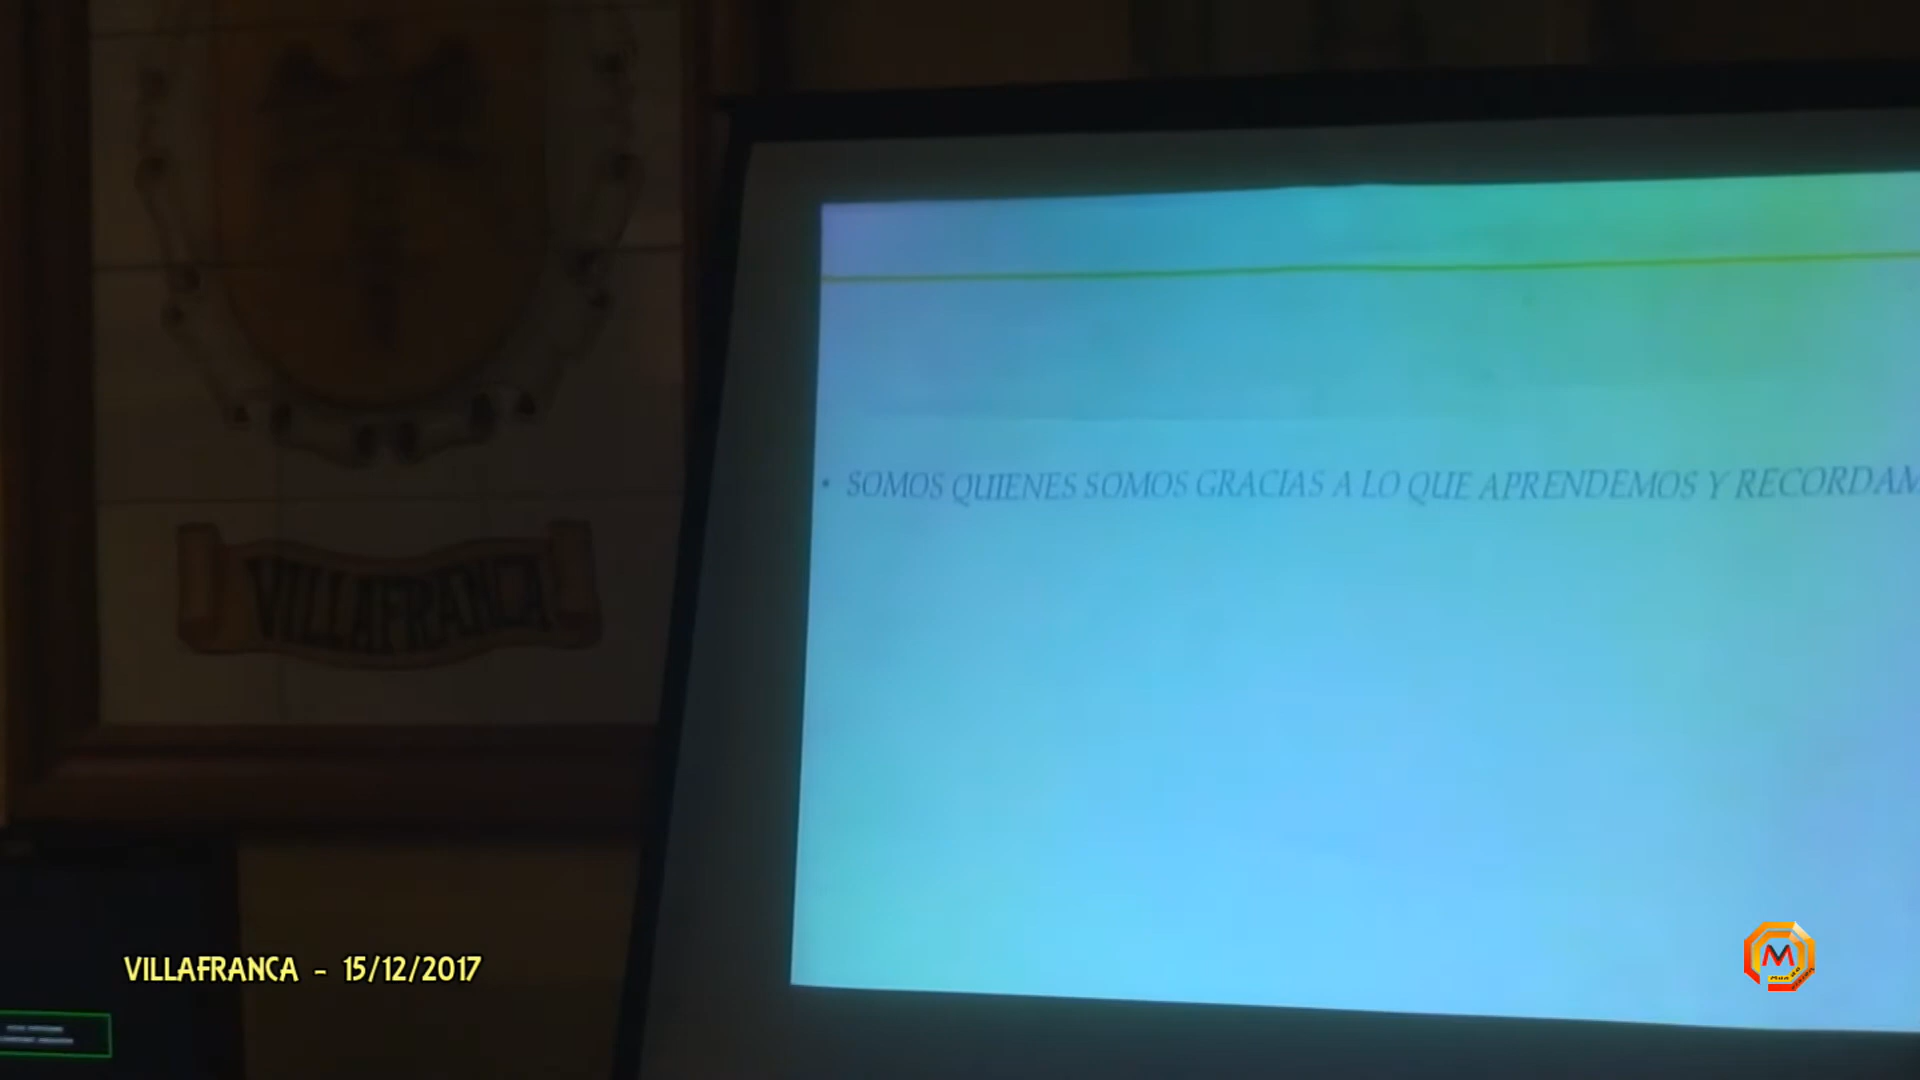 • SOMOS QUIENES SOMOS GRACIAS A LO QUE APRENDEMOS Y RECORDAM
VILLAFRANCA
VILLAFRANCA - 15/12/2017
M